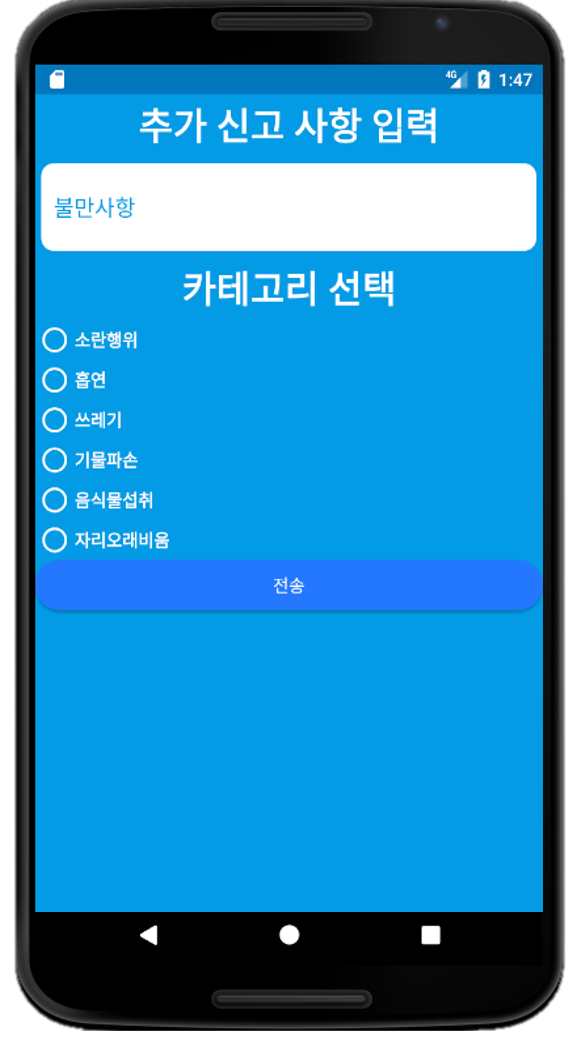 4G 1:47
추가 신고 사항 입력
불만사항
카테고리 선택
소란행위
흡연
쓰레기
기물파손
음식물섭취
자리오래비움
전송